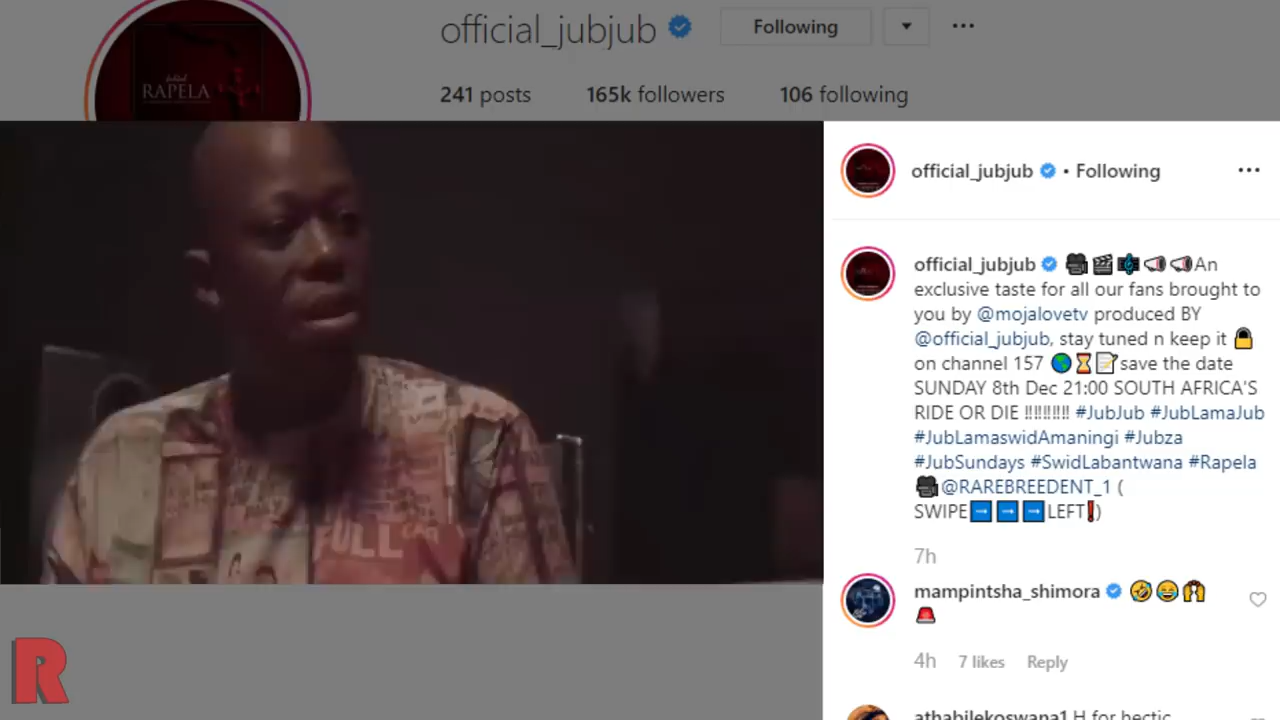 official_jubjub Following
RAPELA
241 posts 165k followers 106 following
official_jubjub • Following
official_jubjub 🎥🎬🎼📢📢An
exclusive taste for all our fans brought to
you by @mojalovetv produced BY
@official_jubjub, stay tuned n keep it 🔒
on channel 157 🌍⏳📝save the date
SUNDAY 8th Dec 21:00 SOUTH AFRICA'S
RIDE OR DIE ‼️‼️‼️‼️‼️ #JubJub #JubLamaJub
#JubLamaswidAmaningi #Jubza
#JubSundays #SwidLabantwana #Rapela
🎥@RAREBREEDENT_1 (
SWIPE➡️➡️➡️LEFT❗)
7h
mampintsha_shimora 🤣😂🙌
🚨
4h 7 likes Reply
athabilekoswana1 H for hectic
FULL
R